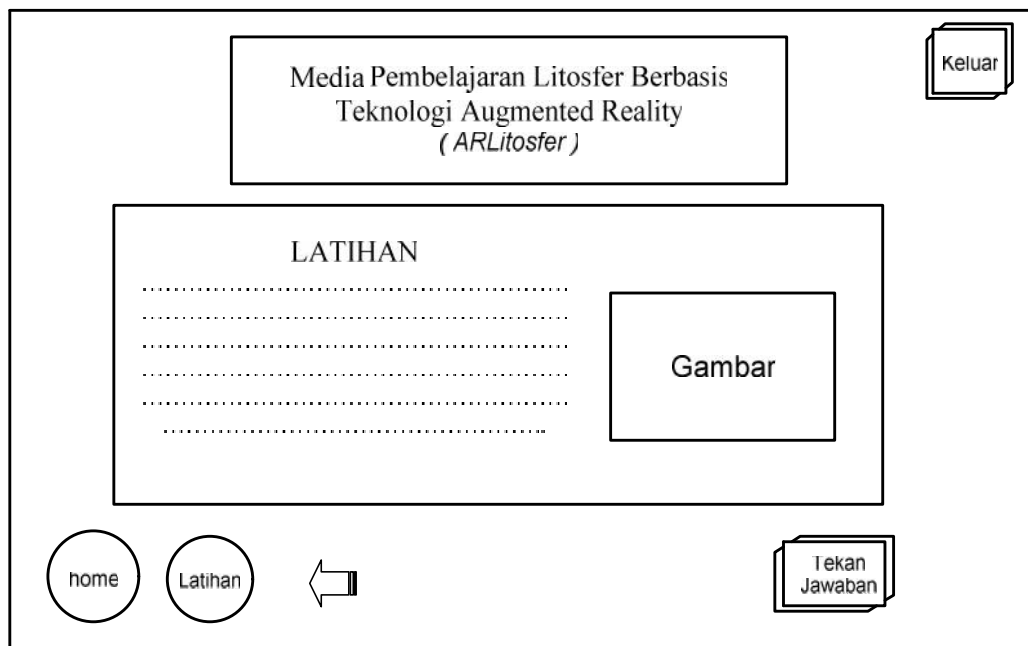 Media Pembelajaran Litosfer Berbasis
Teknologi Augmented Reality
( ARLitosfer )
Keluar
LATIHAN
Gambar
home
Latihan
Tekan
Jawaban